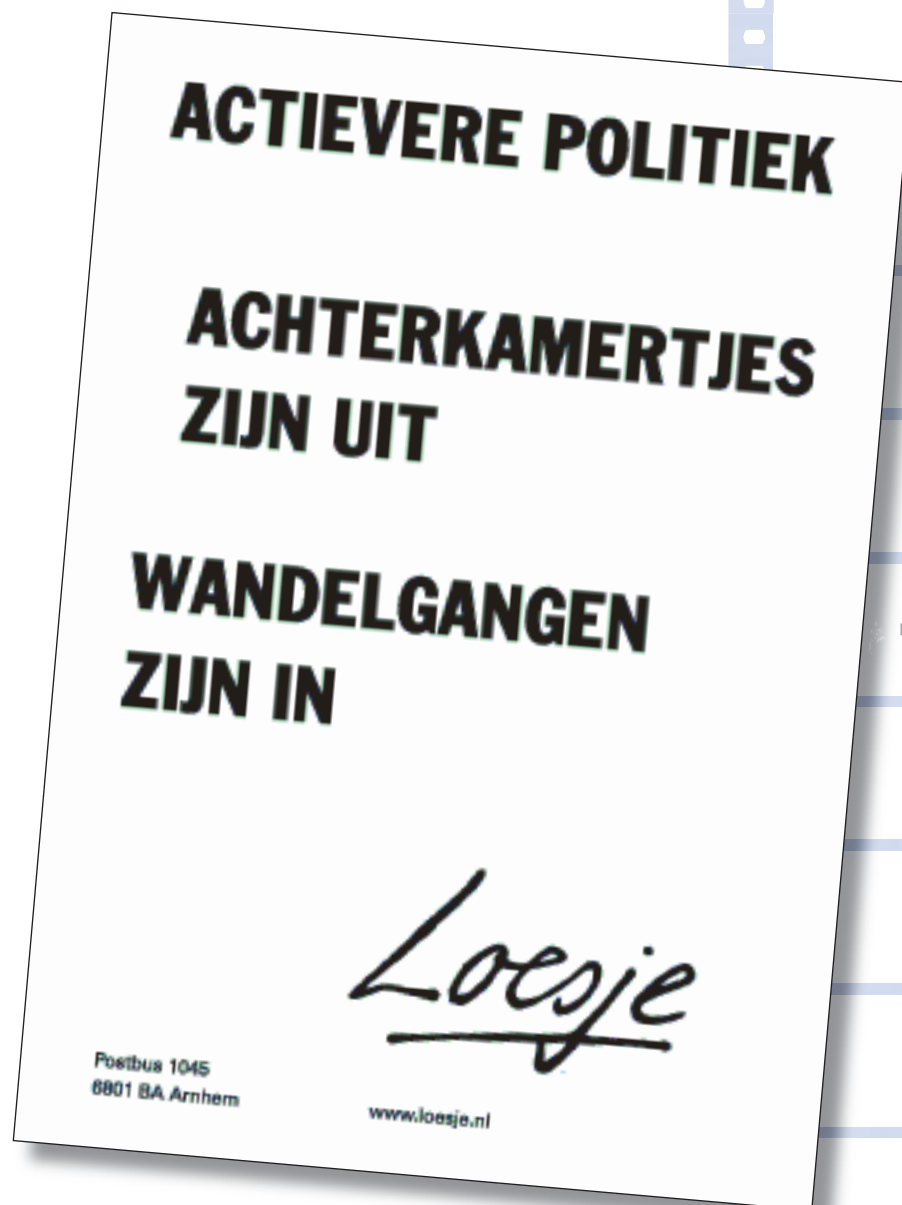 ACTIEVERE POLITIEK
ACHTERKAMERTJES
ZIJN UIT
WANDELGANGEN
ZIJN IN
Loesje
Postbus 1045
6801 BA Arnhem
www.loesje.nl